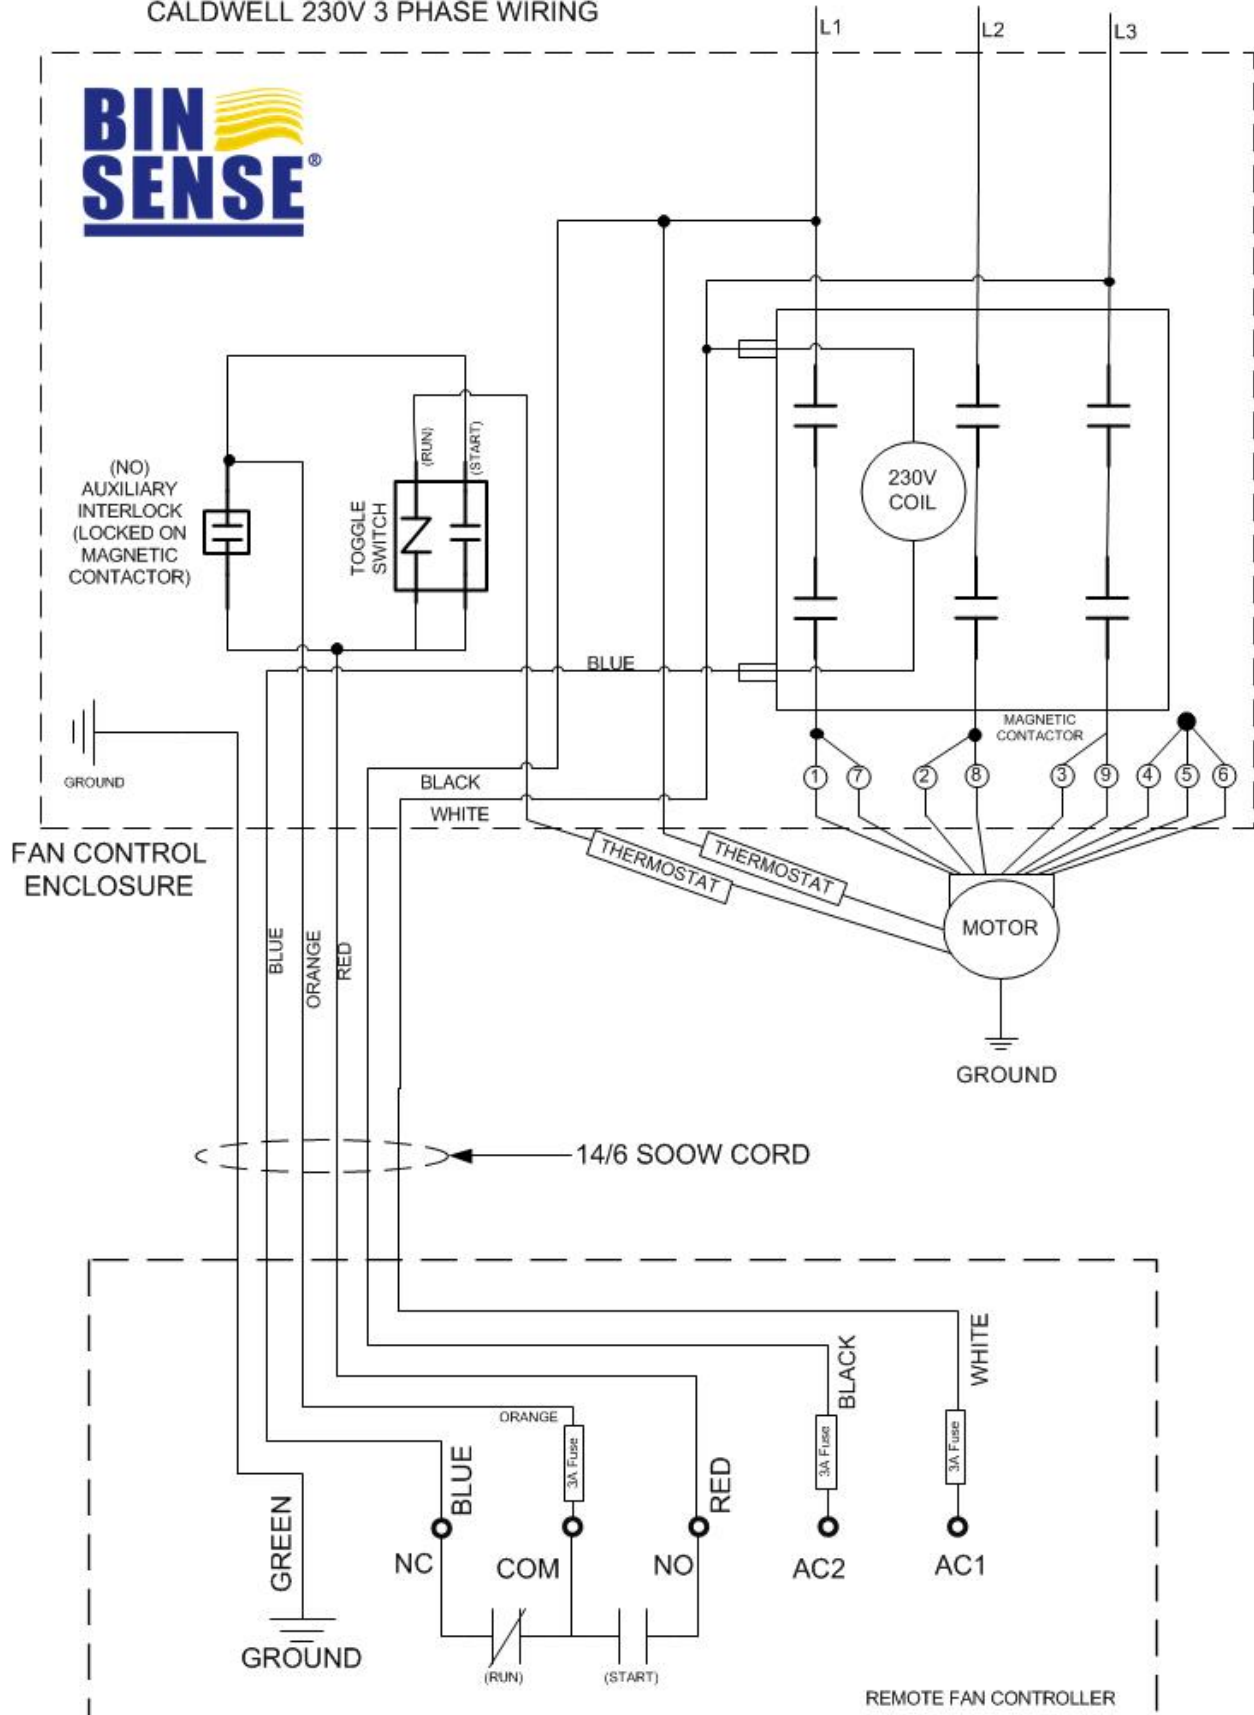 CALDWELL 230V 3 PHASE WIRING
L1
L2
L3
BIN
SENSE®
(RUN)
(START)
(NO)
AUXILIARY
INTERLOCK
(LOCKED ON
MAGNETIC
CONTACTOR)
TOGGLE
SWITCH
230V
COIL
BLUE
MAGNETIC
CONTACTOR
GROUND
BLACK
WHITE
1
7
2
8
3
9
4
5
6
FAN CONTROL
ENCLOSURE
THERMOSTAT
THERMOSTAT
MOTOR
BLUE
ORANGE
RED
GROUND
14/6 SOOW CORD
BLACK
WHITE
ORANGE
3A Fuse
3A Fuse
3A Fuse
BLUE
RED
GREEN
NC
COM
NO
AC2
AC1
GROUND
(RUN)
(START)
REMOTE FAN CONTROLLER